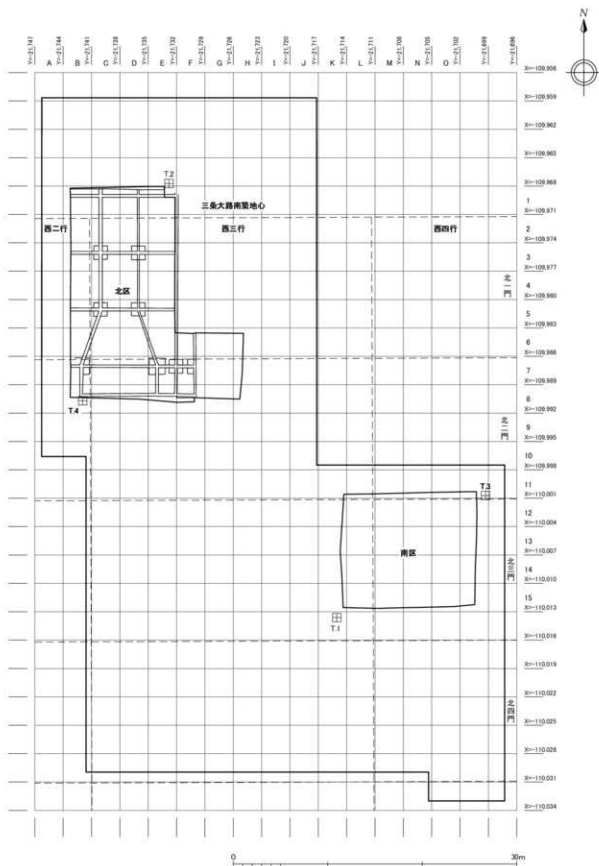 N
Y=-21,747
Y=-21,744
Y=-21,741
Y=-21,738
Y=-21,735
Y=-21,732
Y=-21,728
Y=-21,726
Y=-21,723
Y=-21,720
Y=-21,717
Y=-21,714
Y=-21,711
Y=-21,708
Y=-21,705
Y=-21,702
Y=-21,699
Y=-21,696
A B C D E F G H I J K L M N O
X=-109,956
X=-109,959
X=-109,962
X=-109,965
T.2
X=-109,968
三条大路南築地心
1
X=-109,971
西二行 西三行 西四行
2
X=-109,974
3
X=-109,977
北一門
北区
4
X=-109,980
5
X=-109,983
6
X=-109,986
7
X=-109,989
T.4
8
X=-109,992
北二門
9
X=-109,995
10
X=-109,998
11
T.3
X=-110,001
12
X=-110,004
南区
13
X=-110,007
北三門
14
X=-110,010
15
X=-110,013
T.1
X=-110,016
X=-110,019
X=-110,022
北四門
X=-110,025
X=-110,028
X=-110,031
X=-110,034
0 30m